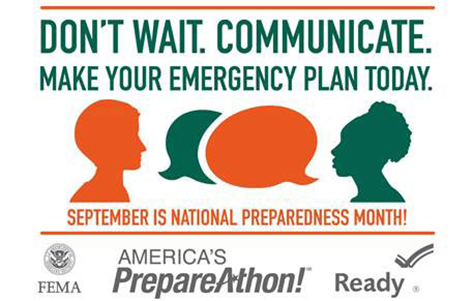 DON'T WAIT. COMMUNICATE.
MAKE YOUR EMERGENCY PLAN TODAY.
SEPTEMBER IS NATIONAL PREPAREDNESS MONTH!
FEMA
AMERICA'S
PrepareAthon!
Ready